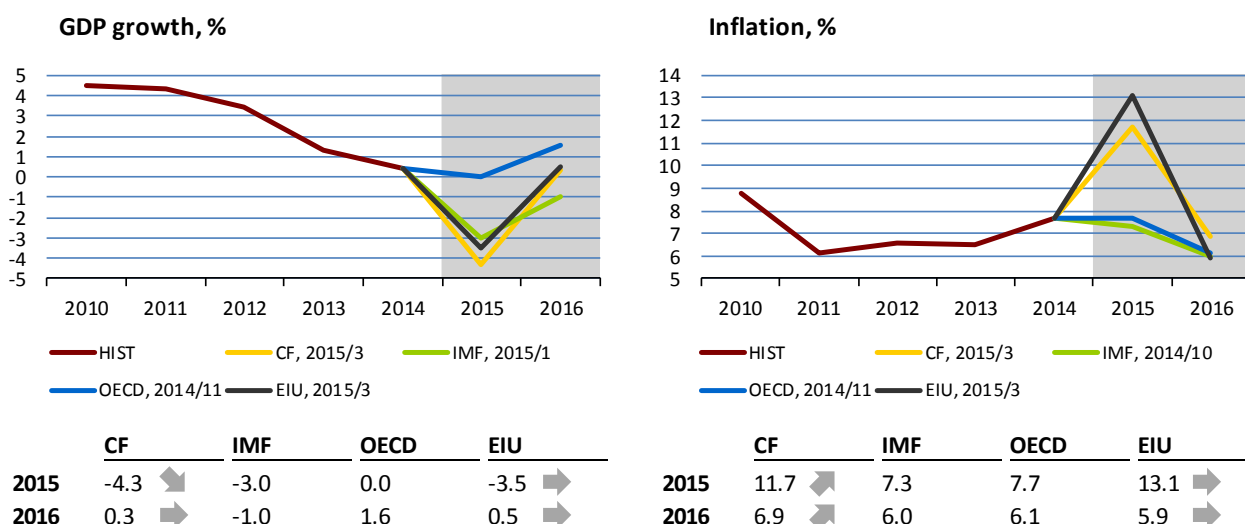 GDP growth, %
5
4
3
2
1
0
-1
-2
-3
-4
-5
2010 2011 2012 2013 2014 2015 2016
HIST CF, 2015/3 IMF, 2015/1
OECD, 2014/11 EIU, 2015/3
CF IMF OECD EIU
2015 -4.3 -3.0 0.0 -3.5
2016 0.3 -1.0 1.6 0.5
Inflation, %
14
13
12
11
10
9
8
7
6
5
2010 2011 2012 2013 2014 2015 2016
HIST CF, 2015/3 IMF, 2014/10
OECD, 2014/11 EIU, 2015/3
CF IMF OECD EIU
2015 11.7 7.3 7.7 13.1
2016 6.9 6.0 6.1 5.9